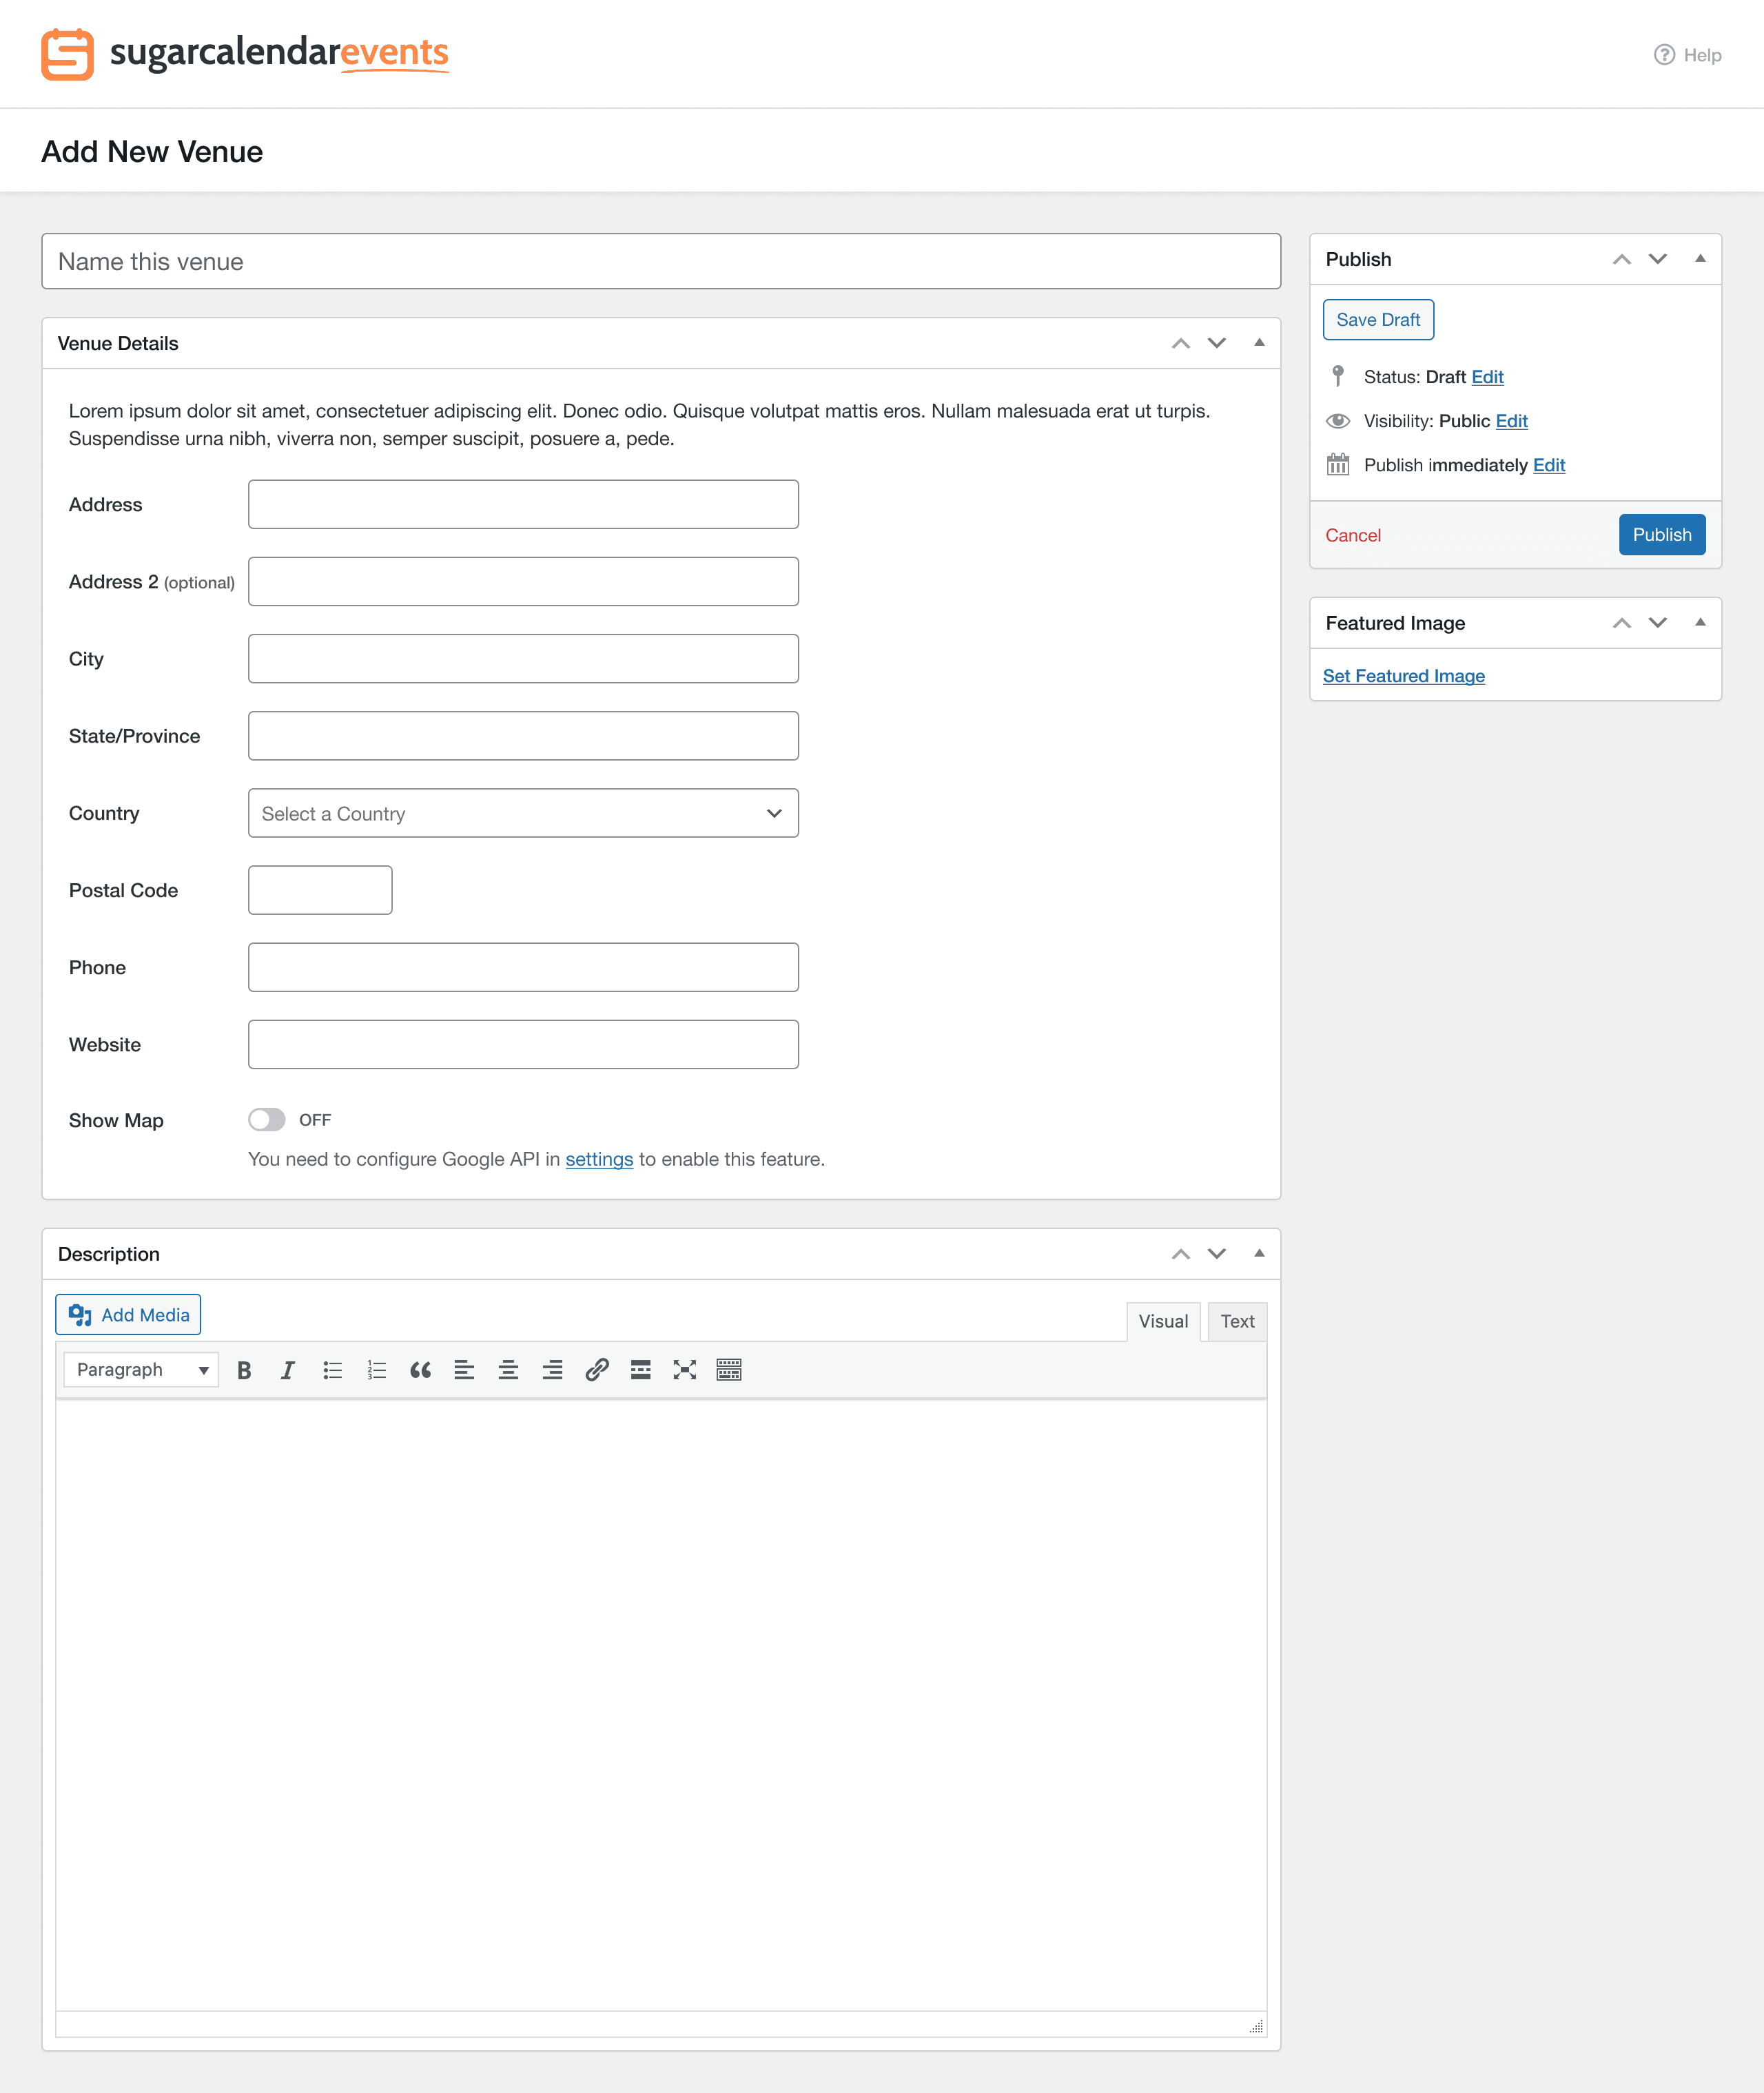 sugarcalendarevents
Help
Add New Venue
Name this venue
Venue Details
Lorem ipsum dolor sit amet, consectetuer adipiscing elit. Donec odio. Quisque volutpat mattis eros. Nullam malesuada erat ut turpis.
Suspendisse urna nibh, viverra non, semper suscipit, posuere a, pede.
Address
Address 2 (optional)
City
State/Province
Country
Select a Country
Postal Code
Phone
Website
Show Map
OFF
You need to configure Google API in settings to enable this feature.
Description
Add Media
Visual
Text
Paragraph
Publish
Save Draft
Status: Draft Edit
Visibility: Public Edit
Publish immediately Edit
Cancel
Publish
Featured Image
Set Featured Image